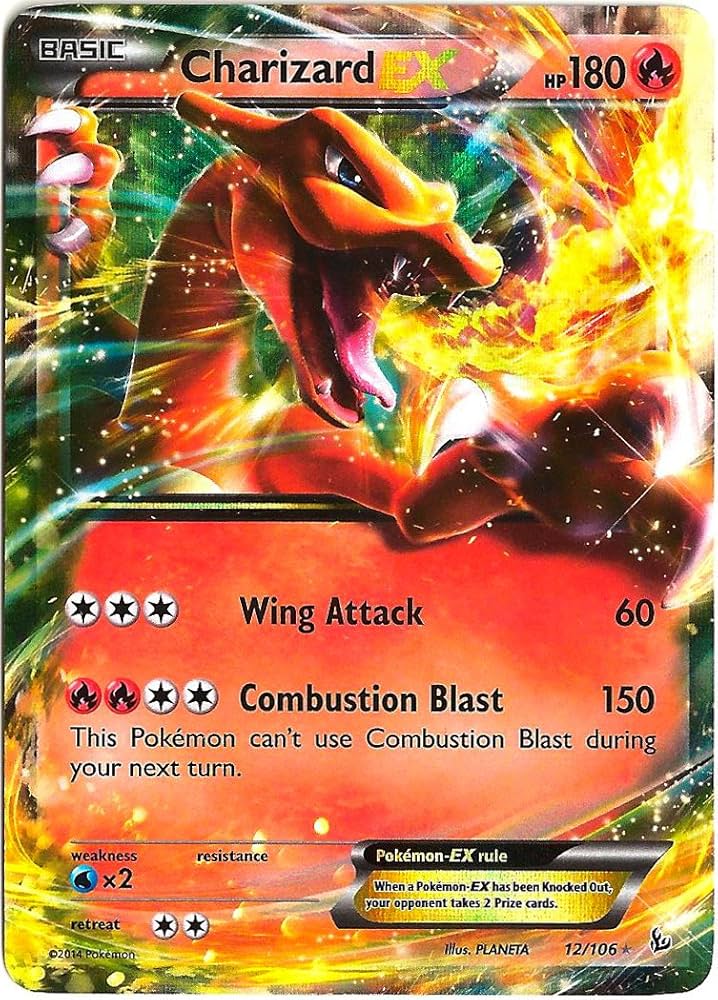 BASIC
Charizard EX
HP 180
Wing Attack 60
Combustion Blast 150
This Pokémon can't use Combustion Blast during
your next turn.
weakness resistance
×2
retreat
Pokémon-EX rule
When a Pokémon-EX has been Knocked Out,
your opponent takes 2 Prize cards.
©2014 Pokémon
Illus. PLANETA
12/106